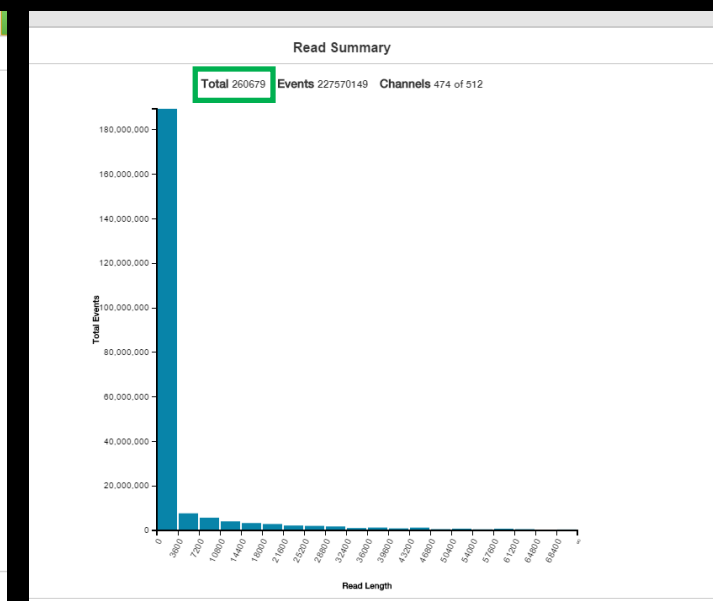 Read Summary
Total 260679 Events 227570149 Channels 474 of 512
180,000,000
160,000,000
140,000,000
120,000,000
100,000,000
80,000,000
60,000,000
40,000,000
20,000,000
0
Total Events
0 3600 7200 10800 14400 18000 21600 25200 28800 32400 36000 39600 43200 46800 50400 54000 57600 61200 64800 68400
Read Length